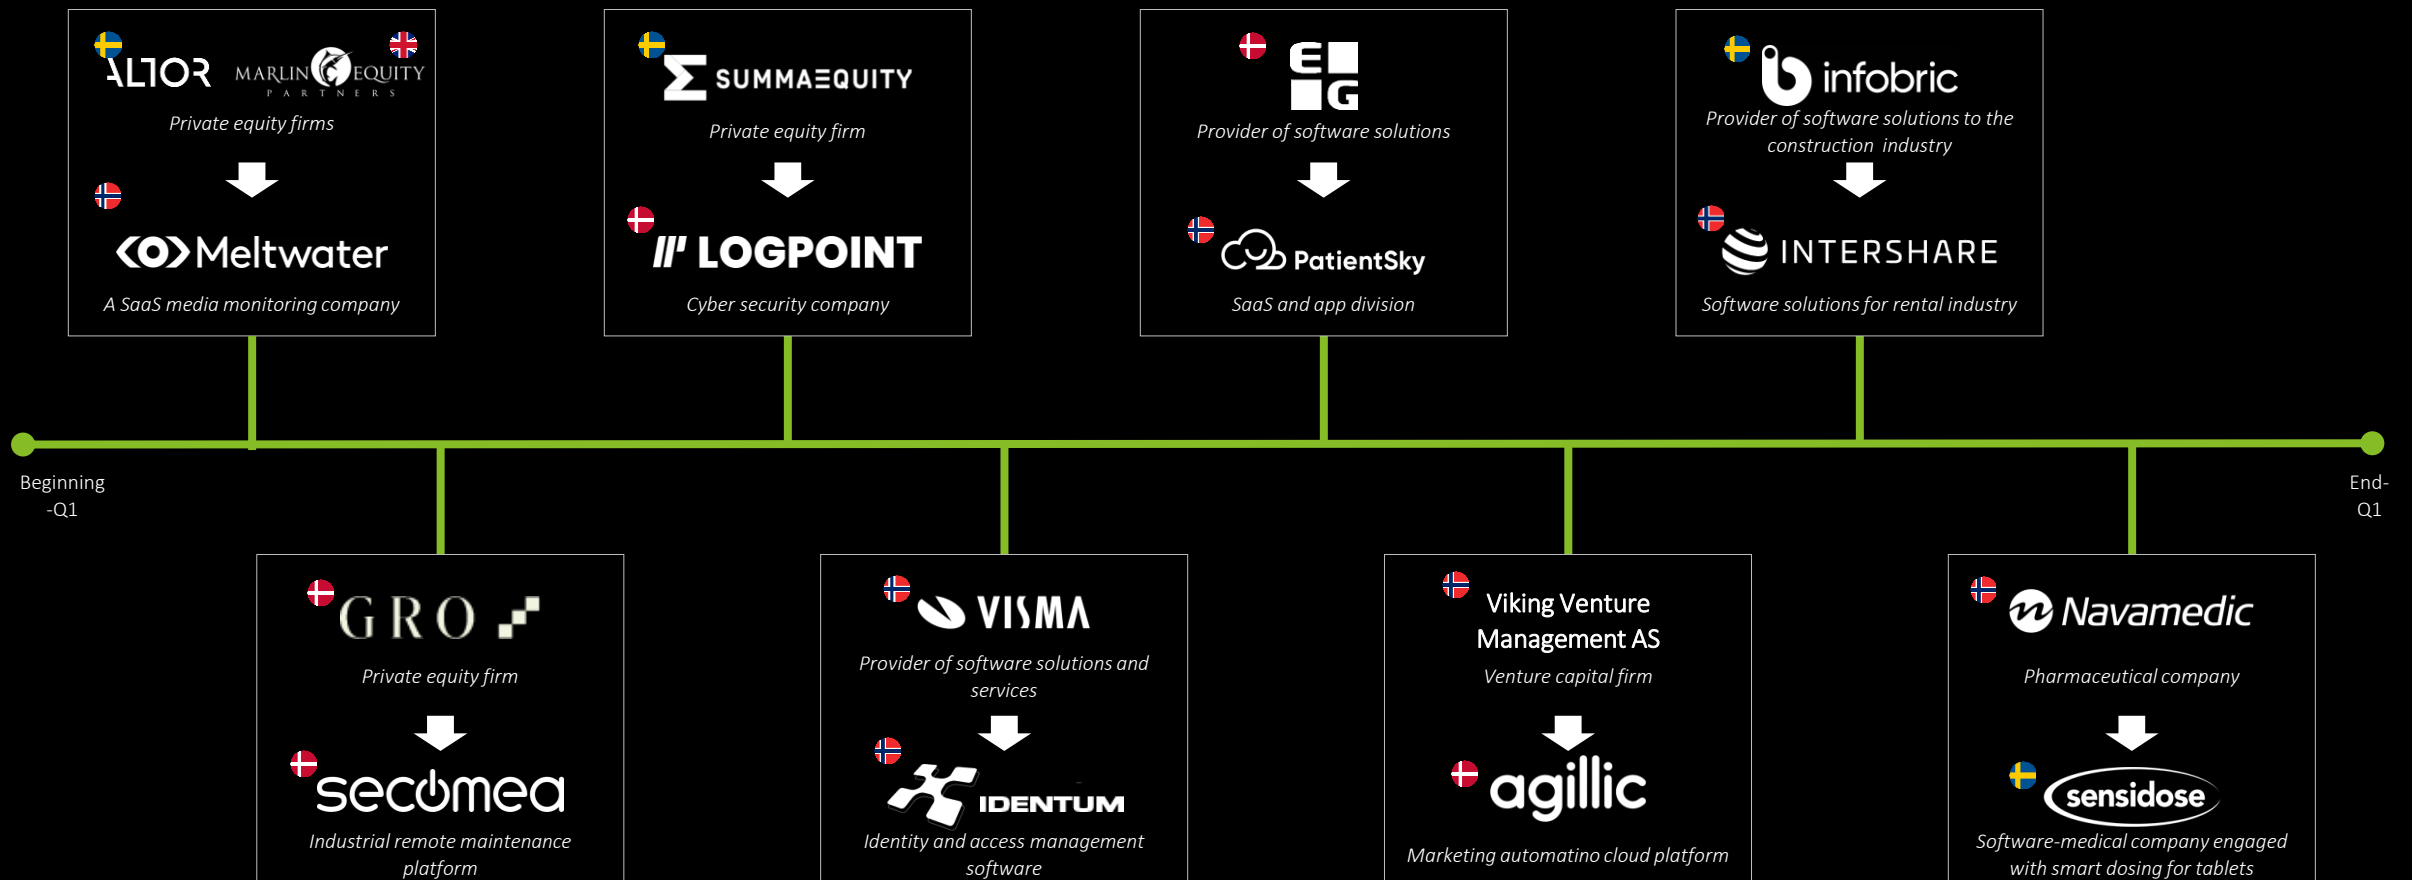 ALTOR
MARLIN EQUITY
PARTNERS
Private equity firms
Meltwater
A SaaS media monitoring company
SUMMAEQUITY
Private equity firm
LOGPOINT
Cyber security company
E
G
Provider of software solutions
PatientSky
SaaS and app division
infobric
Provider of software solutions to the
construction industry
INTERSHARE
Software solutions for rental industry
Beginning
-Q1
End-
Q1
GRO
Private equity firm
secomea
Industrial remote maintenance
platform
VISMA
Provider of software solutions and
services
IDENTUM
Identity and access management
software
Viking Venture
Management AS
Venture capital firm
agillic
Marketing automatino cloud platform
Navamedic
Pharmaceutical company
sensidose
Software-medical company engaged
with smart dosing for tablets